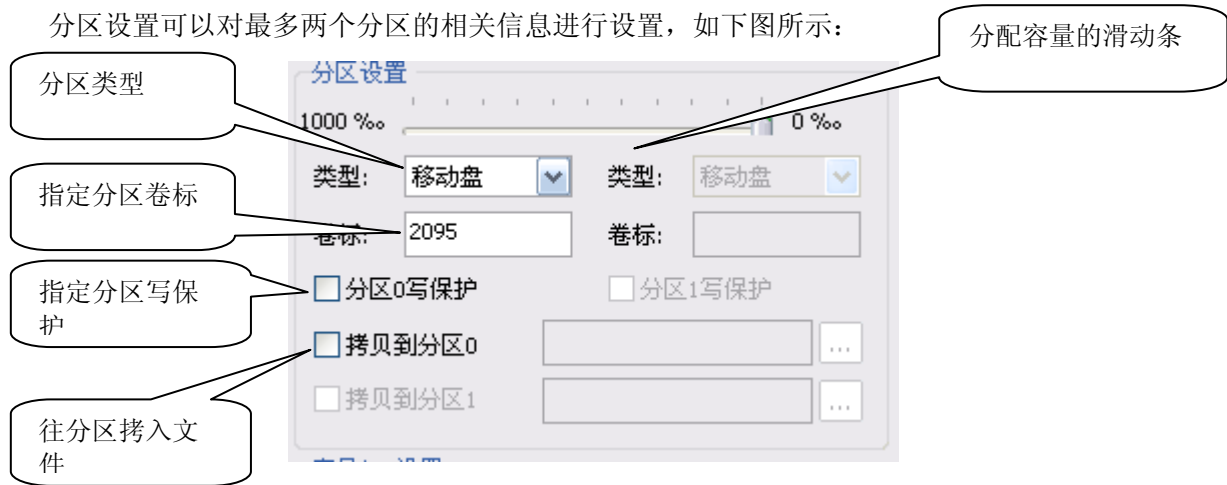 分区设置可以对最多两个分区的相关信息进行设置，如下图所示：
分配容量的滑动条
分区类型
分区设置
1000 ‰
0 ‰
类型:
移动盘
类型:
移动盘
指定分区卷标
卷标:
2095
卷标:
指定分区写保
护
分区0写保护
分区1写保护
拷贝到分区0
...
拷贝到分区1
...
往分区拷入文
件